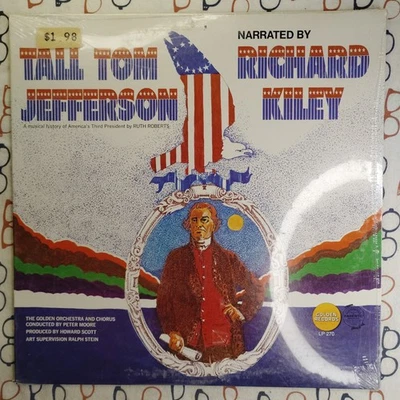 $1.98
TALL TOM
JEFFERSON
A musical history of America's Third President by RUTH ROBERTS
NARRATED BY
RICHARD
KILEY
THE GOLDEN ORCHESTRA AND CHORUS
CONDUCTED BY PETER MOORE
PRODUCED BY HOWARD SCOTT
ART SUPERVISION RALPH STEIN
GOLDEN
RECORDS
LP 270